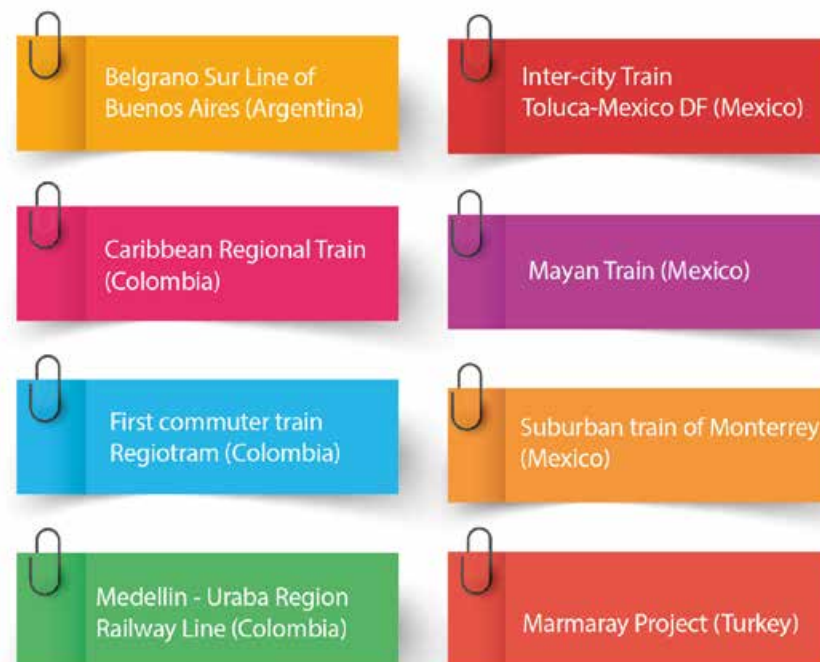 Belgrano Sur Line of
Buenos Aires (Argentina)
Caribbean Regional Train
(Colombia)
First commuter train
Regiotram (Colombia)
Medellin - Uraba Region
Railway Line (Colombia)
Inter-city Train
Toluca-Mexico DF (Mexico)
Mayan Train (Mexico)
Suburban train of Monterrey
(Mexico)
Marmaray Project (Turkey)